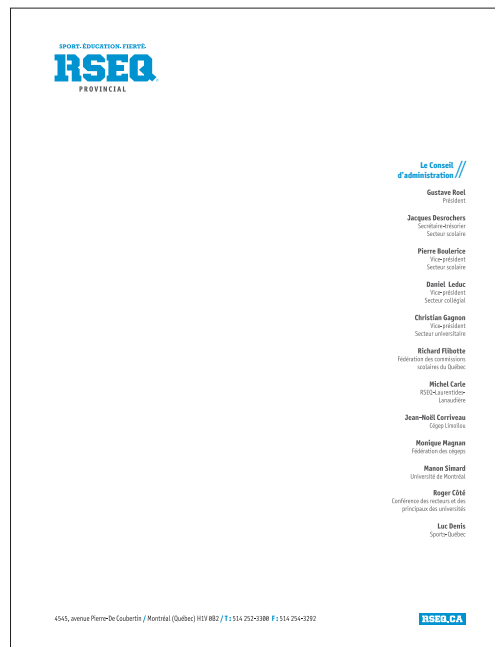 SPORT. ÉDUCATION. FIERTÉ.
RSEQ
PROVINCIAL
Le Conseil
d'administration //
Gustave Roel
Président
Jacques Desrochers
Secrétaire-trésorier
Secteur scolaire
Pierre Boulerice
Vice-président
Secteur scolaire
Daniel Leduc
Vice-président
Secteur collégial
Christian Gagnon
Vice-président
Secteur universitaire
Richard Flibotte
Fédération des commissions
scolaires du Québec
Michel Carle
RSEQ-Laurentides-
Lanaudière
Jean-Noël Corriveau
Cégep Limoilou
Monique Magnan
Fédération des cégeps
Manon Simard
Université de Montréal
Roger Côté
Conférence des recteurs et des
principaux des universités
Luc Denis
Sports-Québec
4545, avenue Pierre-De Coubertin / Montréal (Québec) H1V 0B2 / T : 514 252-3300 F : 514 254-3292
RSEQ.CA